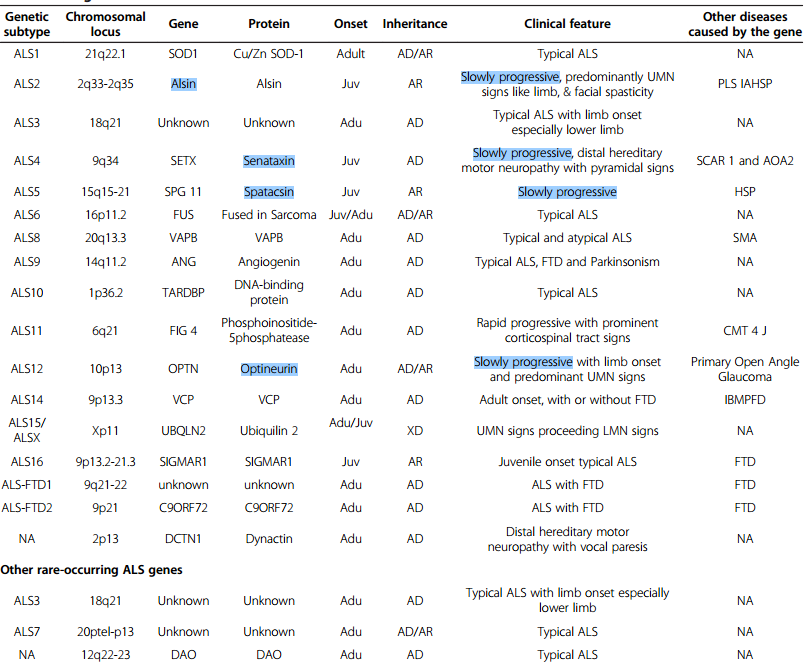 Genetic subtype Chromosomal locus Gene Protein Onset Inheritance Clinical feature Other diseases caused by the gene
ALS1 21q22.1 SOD1 Cu/Zn SOD-1 Adult AD/AR Typical ALS NA
ALS2 2q33-2q35 Alsin Alsin Juv AR Slowly progressive, predominantly UMN signs like limb, & facial spasticity PLS IAHSP
ALS3 18q21 Unknown Unknown Adu AD Typical ALS with limb onset especially lower limb NA
ALS4 9q34 SETX Senataxin Juv AD Slowly progressive, distal hereditary motor neuropathy with pyramidal signs SCAR 1 and AOA2
ALS5 15q15-21 SPG 11 Spatacsin Juv AR Slowly progressive HSP
ALS6 16p11.2 FUS Fused in Sarcoma Juv/Adu AD/AR Typical ALS NA
ALS8 20q13.3 VAPB VAPB Adu AD Typical and atypical ALS SMA
ALS9 14q11.2 ANG Angiogenin Adu AD Typical ALS, FTD and Parkinsonism NA
ALS10 1p36.2 TARDBP DNA-binding protein Adu AD Typical ALS NA
ALS11 6q21 FIG 4 Phosphoinositide-5phosphatease Adu AD Rapid progressive with prominent corticospinal tract signs CMT 4 J
ALS12 10p13 OPTN Optineurin Adu AD/AR Slowly progressive with limb onset and predominant UMN signs Primary Open Angle Glaucoma
ALS14 9p13.3 VCP VCP Adu AD Adult onset, with or without FTD IBMPFD
ALS15/ALSX Xp11 UBQLN2 Ubiquilin 2 Adu/Juv XD UMN signs proceeding LMN signs NA
ALS16 9p13.2-21.3 SIGMAR1 SIGMAR1 Juv AR Juvenile onset typical ALS FTD
ALS-FTD1 9q21-22 unknown unknown Adu AD ALS with FTD FTD
ALS-FTD2 9p21 C9ORF72 C9ORF72 Adu AD ALS with FTD FTD
NA 2p13 DCTN1 Dynactin Adu AD Distal hereditary motor neuropathy with vocal paresis NA
Other rare-occurring ALS genes
ALS3 18q21 Unknown Unknown Adu AD Typical ALS with limb onset especially lower limb NA
ALS7 20ptel-p13 Unknown Unknown Adu AD/AR Typical ALS NA
NA 12q22-23 DAO DAO Adu AD Typical ALS NA